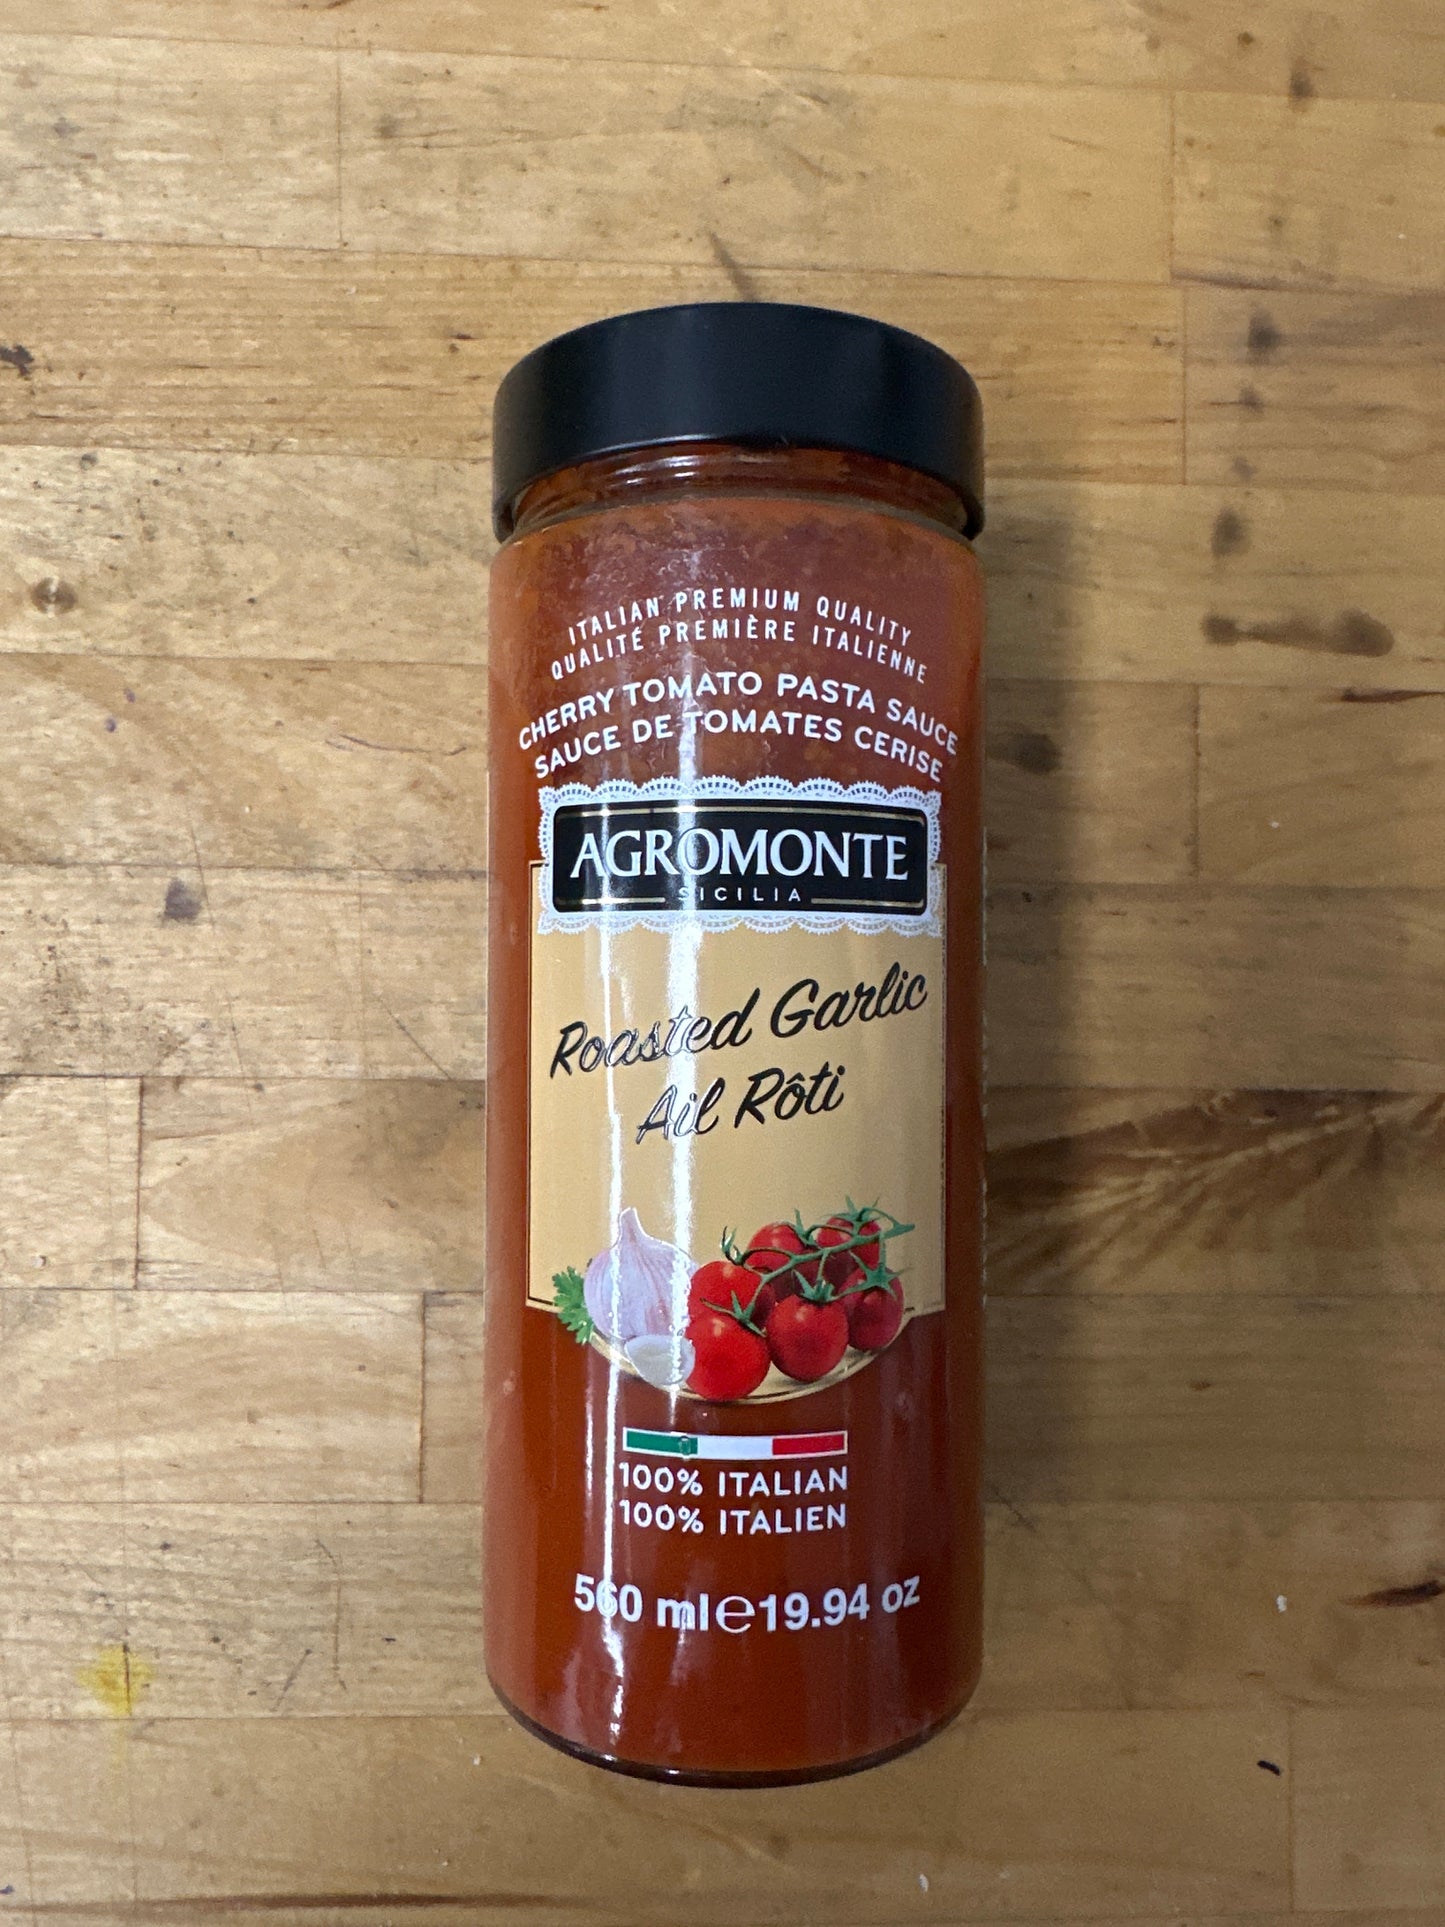 ITALIAN PREMIUM QUALITY
QUALITÉ PREMIÈRE ITALIENNE
CHERRY TOMATO PASTA SAUCE
SAUCE DE TOMATES CERISE
AGROMONTE
SICILIA
Roasted Garlic
Ail Rôti
100% ITALIAN
100% ITALIEN
560 ml℮19.94 oz